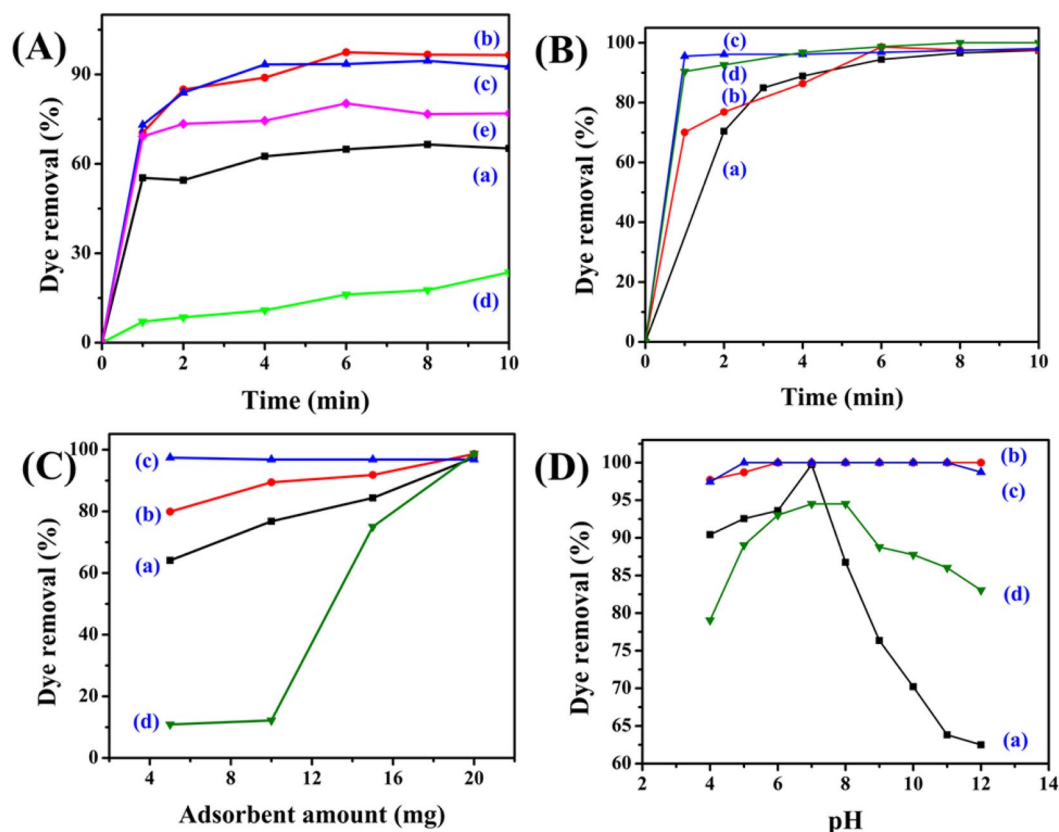 (A)
Dye removal (%)
90
60
30
0
(b)
(c)
(e)
(a)
(d)
0 2 4 6 8 10
Time (min)
(B)
Dye removal (%)
100
80
60
40
20
0
(c)
(d)
(b)
(a)
0 2 4 6 8 10
Time (min)
(C)
Dye removal (%)
100
80
60
40
20
0
(c)
(b)
(a)
(d)
4 8 12 16 20
Adsorbent amount (mg)
(D)
Dye removal (%)
100
95
90
85
80
75
70
65
60
(b)
(c)
(d)
(a)
2 4 6 8 10 12 14
pH